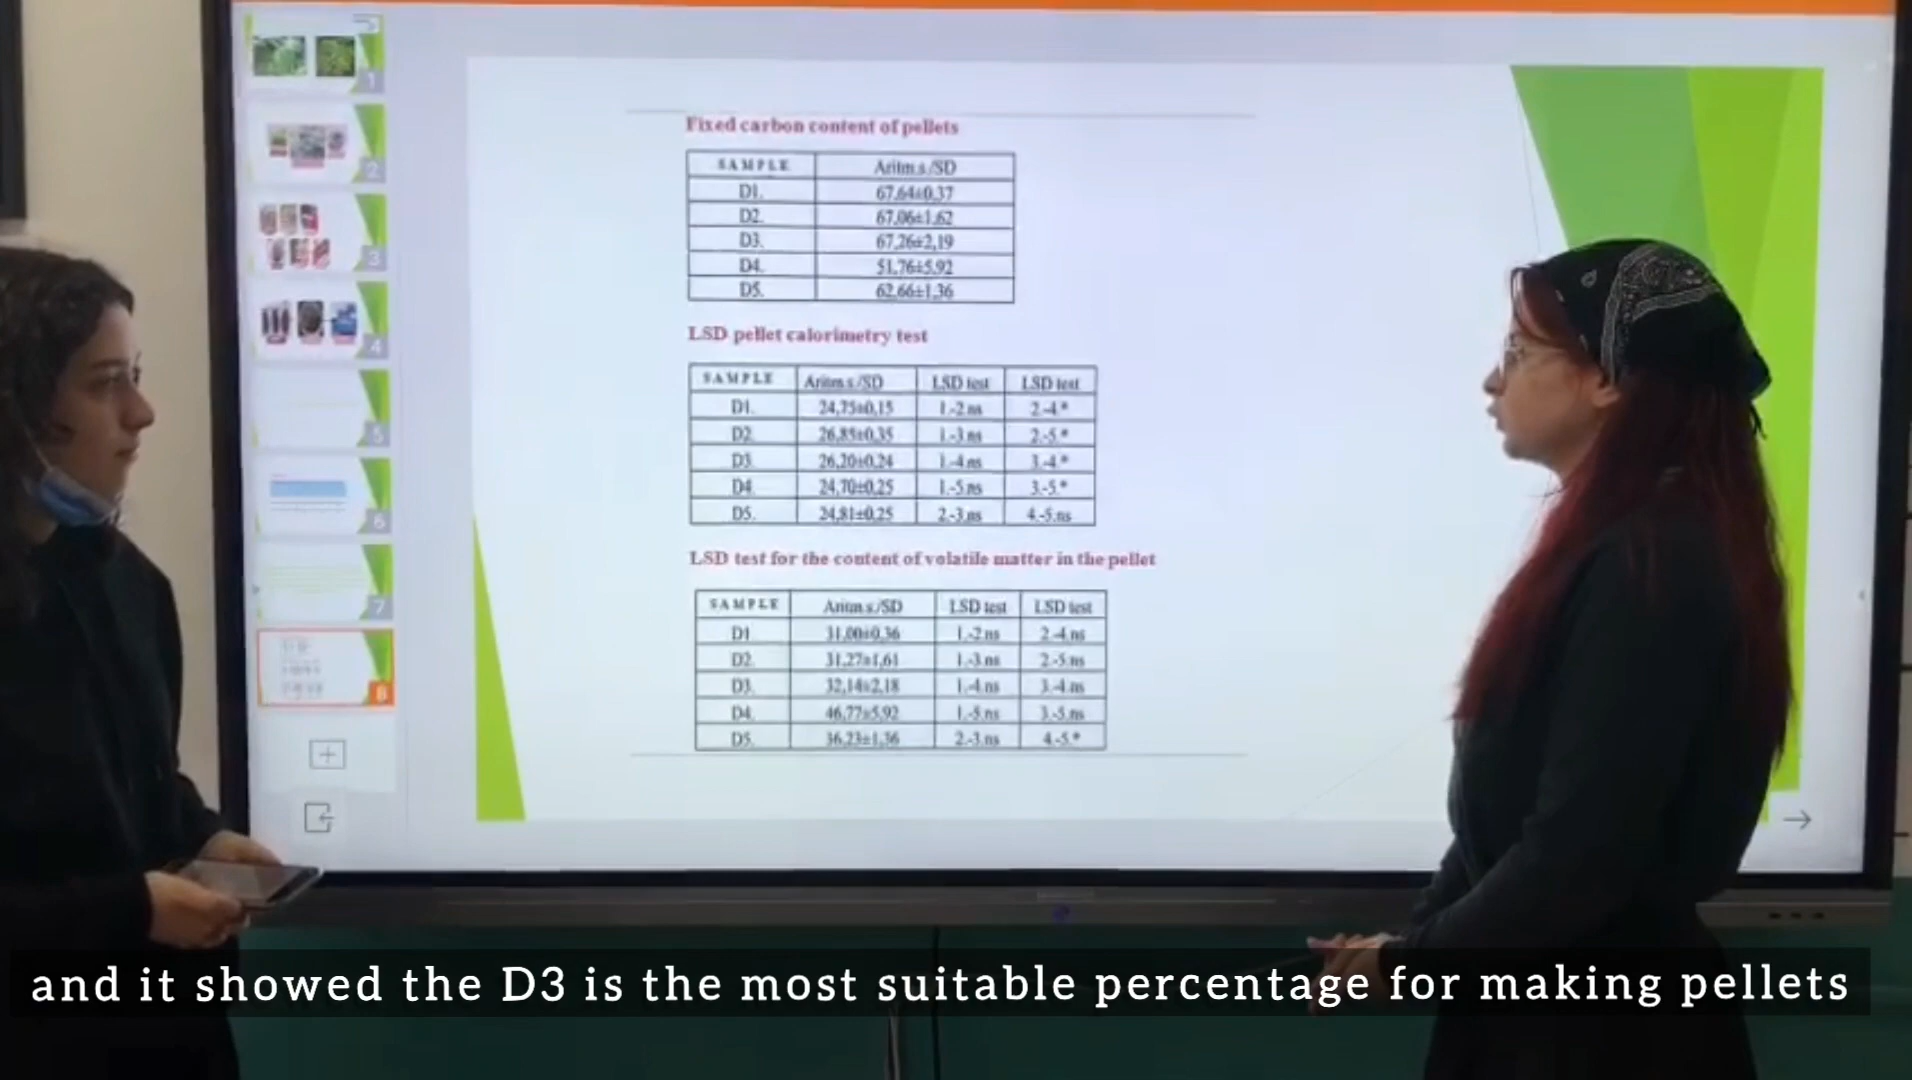 1
2
3
4
5
6
7
8
Fixed carbon content of pellets
SAMPLE Aritm.s./SD
D1. 67,64±0,37
D2. 67,06±1,62
D3. 67,26±2,19
D4. 51,76±5,92
D5. 62,66±1,36
LSD pellet calorimetry test
SAMPLE Aritm.s./SD LSD test LSD test
D1. 24,75±0,15 1.-2.ns 2.-4.*
D2. 26,85±0,35 1.-3.ns 2.-5.*
D3. 26,20±0,24 1.-4.ns 3.-4.*
D4. 24,70±0,25 1.-5.ns 3.-5.*
D5. 24,81±0,25 2.-3.ns 4.-5.ns
LSD test for the content of volatile matter in the pellet
SAMPLE Aritm.s./SD LSD test LSD test
D1. 31,00±0,36 1.-2.ns 2.-4.ns
D2. 31,27±1,61 1.-3.ns 2.-5.ns
D3. 32,14±2,18 1.-4.ns 3.-4.ns
D4. 46,77±5,92 1.-5.ns 3.-5.ns
D5. 36,23±1,36 2.-3.ns 4.-5.*
and it showed the D3 is the most suitable percentage for making pellets